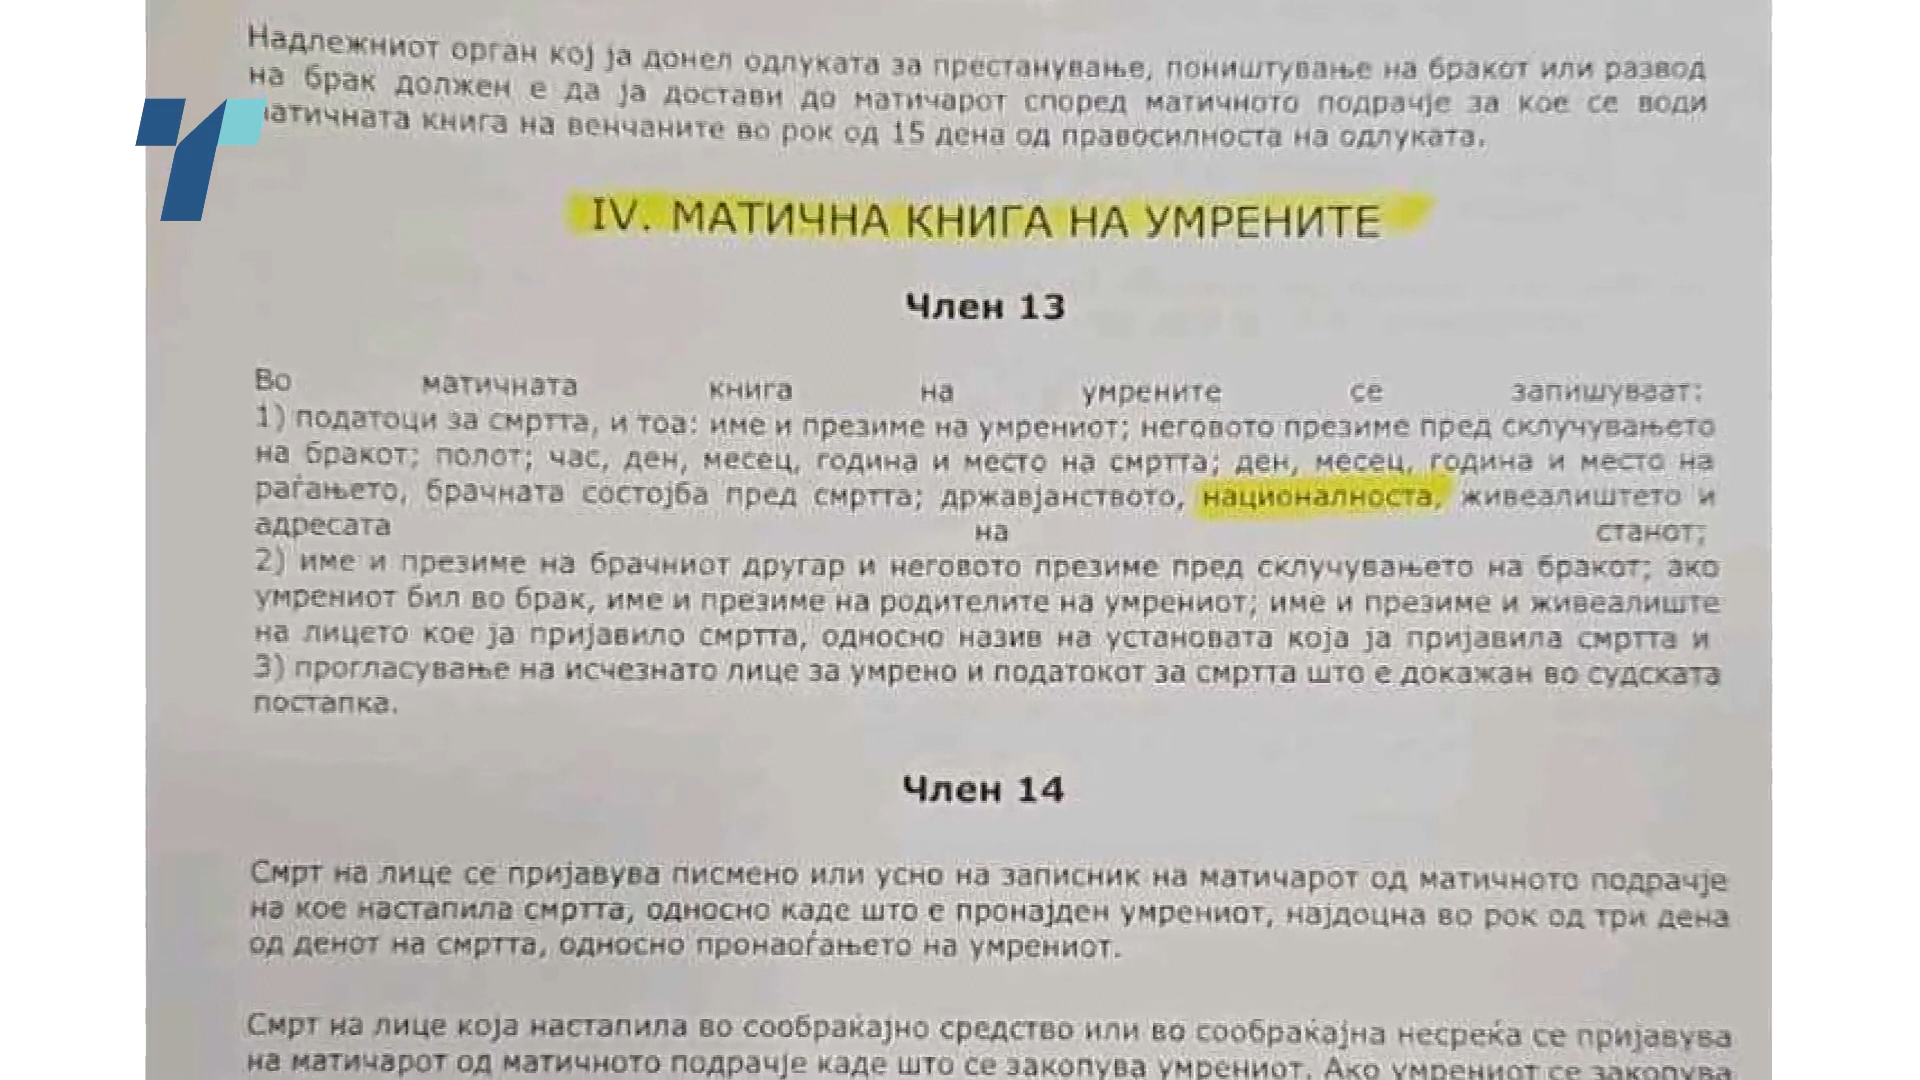 Надлежниот орган кој ја донел одлуката за престанување, поништување на бракот или развод
на брак должен е да ја достави до матичарот според матичното подрачје за кое се води
матичната книга на венчаните во рок од 15 дена од правосилноста на одлуката.
IV. МАТИЧНА КНИГА НА УМРЕНИТЕ
Член 13
Во матичната книга на умрените се запишуваат:
1) податоци за смртта, и тоа: име и презиме на умрениот; неговото презиме пред склучувањето
на бракот; полот; час, ден, месец, година и место на смртта; ден, месец, година и место на
раѓањето, брачната состојба пред смртта; државјанството, националноста, живеалиштето и
адресата на станот;
2) име и презиме на брачниот другар и неговото презиме пред склучувањето на бракот; ако
умрениот бил во брак, име и презиме на родителите на умрениот; име и презиме и живеалиште
на лицето кое ја пријавило смртта, односно назив на установата која ја пријавила смртта и
3) прогласување на исчезнато лице за умрено и податокот за смртта што е докажан во судската
постапка.
Член 14
Смрт на лице се пријавува писмено или усно на записник на матичарот од матичното подрачје
на кое настапила смртта, односно каде што е пронајден умрениот, најдоцна во рок од три дена
од денот на смртта, односно пронаоѓањето на умрениот.
Смрт на лице која настапила во сообраќајно средство или во сообраќајна несреќа се пријавува
на матичарот од матичното подрачје каде што се закопува умрениот. Ако умрениот се закопува